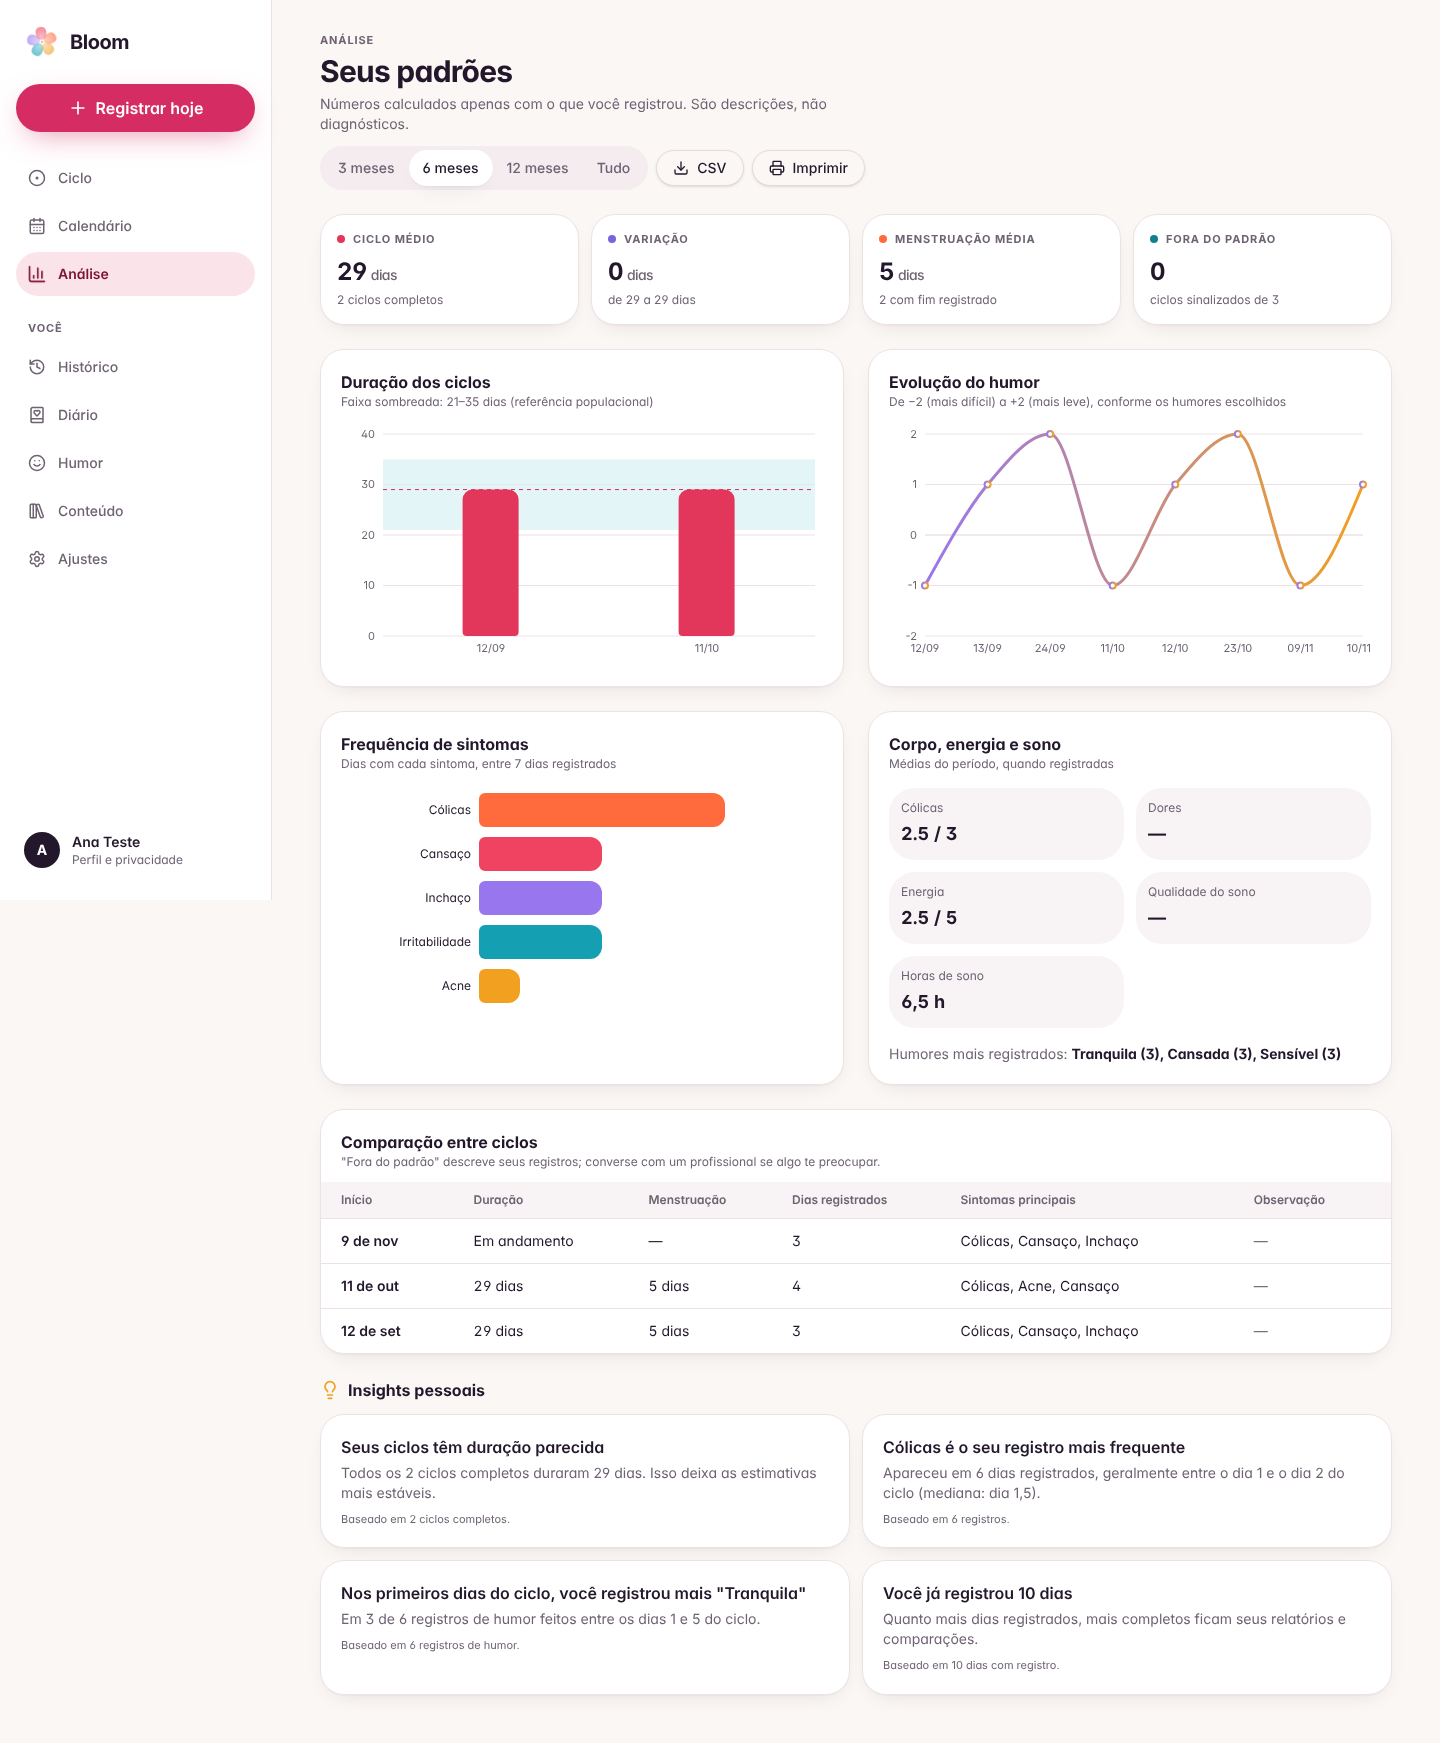 Bloom
Registrar hoje
Ciclo
Calendário
Análise
VOCÊ
Histórico
Diário
Humor
Conteúdo
Ajustes
A
Ana Teste
Perfil e privacidade
ANÁLISE
Seus padrões
Números calculados apenas com o que você registrou. São descrições, não
diagnósticos.
3 meses
6 meses
12 meses
Tudo
CSV
Imprimir
CICLO MÉDIO
29 dias
2 ciclos completos
VARIAÇÃO
0 dias
de 29 a 29 dias
MENSTRUAÇÃO MÉDIA
5 dias
2 com fim registrado
FORA DO PADRÃO
0
ciclos sinalizados de 3
Duração dos ciclos
Faixa sombreada: 21–35 dias (referência populacional)
40
30
20
10
0
12/09
11/10
Evolução do humor
De −2 (mais difícil) a +2 (mais leve), conforme os humores escolhidos
2
1
0
-1
-2
12/09
13/09
24/09
11/10
12/10
23/10
09/11
10/11
Frequência de sintomas
Dias com cada sintoma, entre 7 dias registrados
Cólicas
Cansaço
Inchaço
Irritabilidade
Acne
Corpo, energia e sono
Médias do período, quando registradas
Cólicas
2.5 / 3
Dores
—
Energia
2.5 / 5
Qualidade do sono
—
Horas de sono
6,5 h
Humores mais registrados: Tranquila (3), Cansada (3), Sensível (3)
Comparação entre ciclos
"Fora do padrão" descreve seus registros; converse com um profissional se algo te preocupar.
Início Duração Menstruação Dias registrados Sintomas principais Observação
9 de nov Em andamento — 3 Cólicas, Cansaço, Inchaço —
11 de out 29 dias 5 dias 4 Cólicas, Acne, Cansaço —
12 de set 29 dias 5 dias 3 Cólicas, Cansaço, Inchaço —
Insights pessoais
Seus ciclos têm duração parecida
Todos os 2 ciclos completos duraram 29 dias. Isso deixa as estimativas
mais estáveis.
Baseado em 2 ciclos completos.
Cólicas é o seu registro mais frequente
Apareceu em 6 dias registrados, geralmente entre o dia 1 e o dia 2 do
ciclo (mediana: dia 1,5).
Baseado em 6 registros.
Nos primeiros dias do ciclo, você registrou mais "Tranquila"
Em 3 de 6 registros de humor feitos entre os dias 1 e 5 do ciclo.
Baseado em 6 registros de humor.
Você já registrou 10 dias
Quanto mais dias registrados, mais completos ficam seus relatórios e
comparações.
Baseado em 10 dias com registro.